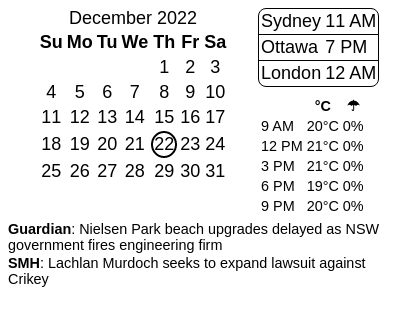 December 2022
Su Mo Tu We Th Fr Sa
1 2 3
4 5 6 7 8 9 10
11 12 13 14 15 16 17
18 19 20 21 22 23 24
25 26 27 28 29 30 31
Sydney 11 AM
Ottawa 7 PM
London 12 AM
°C ☂
9 AM 20°C 0%
12 PM 21°C 0%
3 PM 21°C 0%
6 PM 19°C 0%
9 PM 20°C 0%
Guardian: Nielsen Park beach upgrades delayed as NSW
government fires engineering firm
SMH: Lachlan Murdoch seeks to expand lawsuit against
Crikey